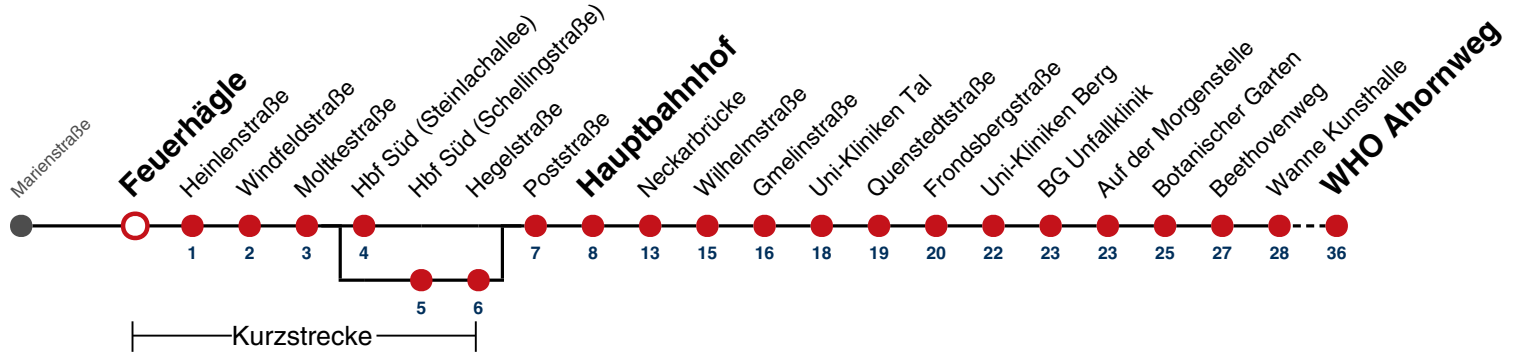 Marienstraße
Feuerhägle
Heinlenstraße
Windfeldstraße
Moltkestraße
Hbf Süd (Steinlachallee)
Hbf Süd (Schellingstraße)
Hegelstraße
Poststraße
Hauptbahnhof
Neckarbrücke
Wilhelmstraße
Gmelinstraße
Uni-Kliniken Tal
Quenstedtstraße
Frondsbergstraße
Uni-Kliniken Berg
BG Unfallklinik
Auf der Morgenstelle
Botanischer Garten
Beethovenweg
Wanne Kunsthalle
WHO Ahornweg
1 2 3 4 7 8 13 15 16 18 19 20 22 23 23 25 27 28 36
5 6
Kurzstrecke